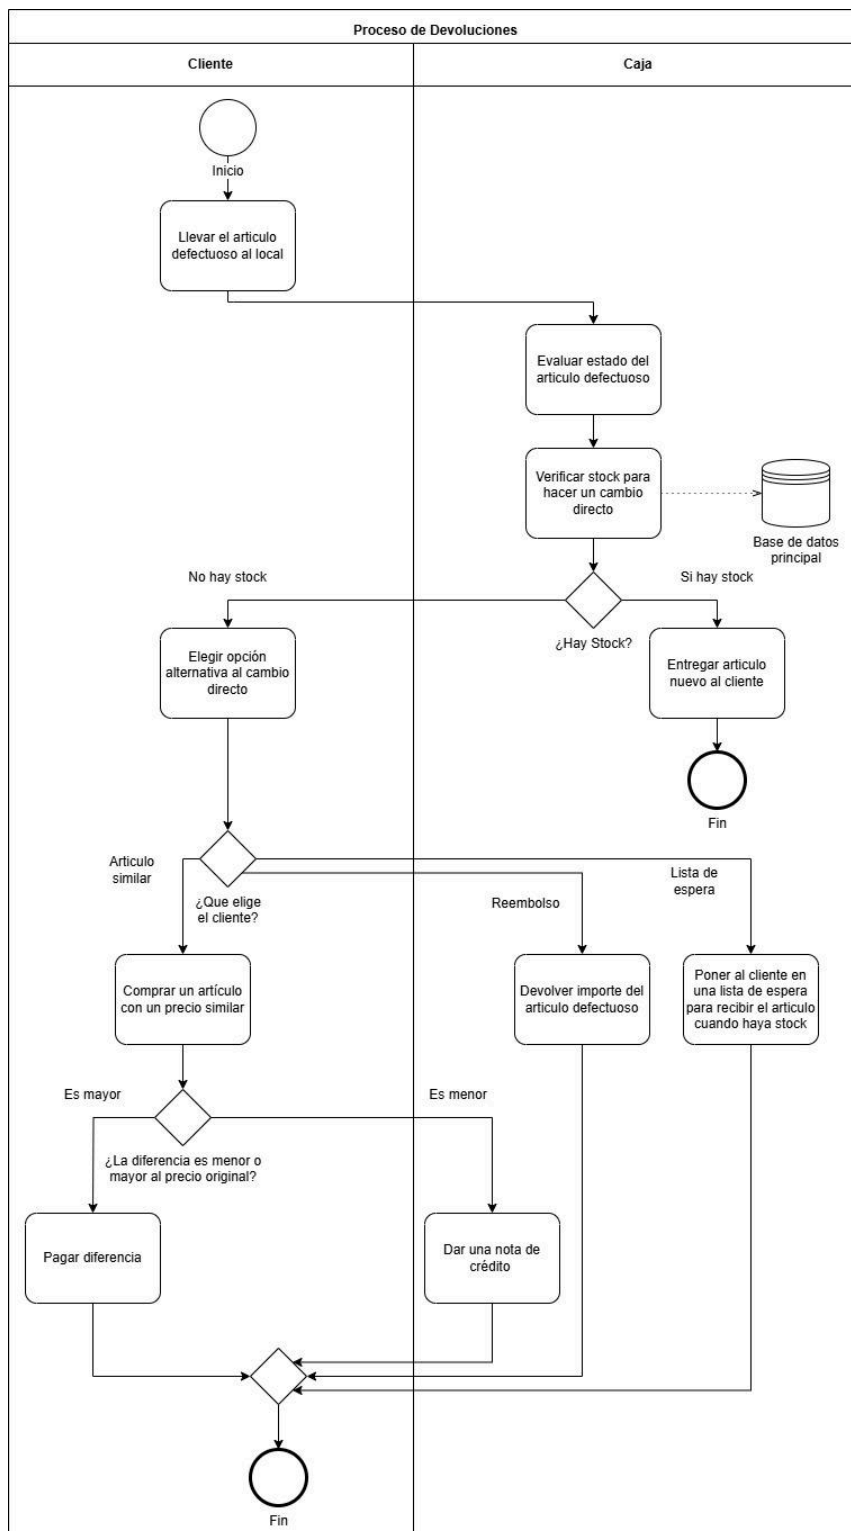 Proceso de Devoluciones
Cliente
Caja
Inicio
Llevar el articulo
defectuoso al local
Evaluar estado del
articulo defectuoso
Verificar stock para
hacer un cambio
directo
Base de datos
principal
No hay stock
Si hay stock
¿Hay Stock?
Elegir opción
alternativa al cambio
directo
Entregar articulo
nuevo al cliente
Fin
Articulo
similar
¿Que elige
el cliente?
Reembolso
Lista de
espera
Comprar un artículo
con un precio similar
Devolver importe del
articulo defectuoso
Poner al cliente en
una lista de espera
para recibir el articulo
cuando haya stock
Es mayor
Es menor
¿La diferencia es menor o
mayor al precio original?
Pagar diferencia
Dar una nota de
crédito
Fin